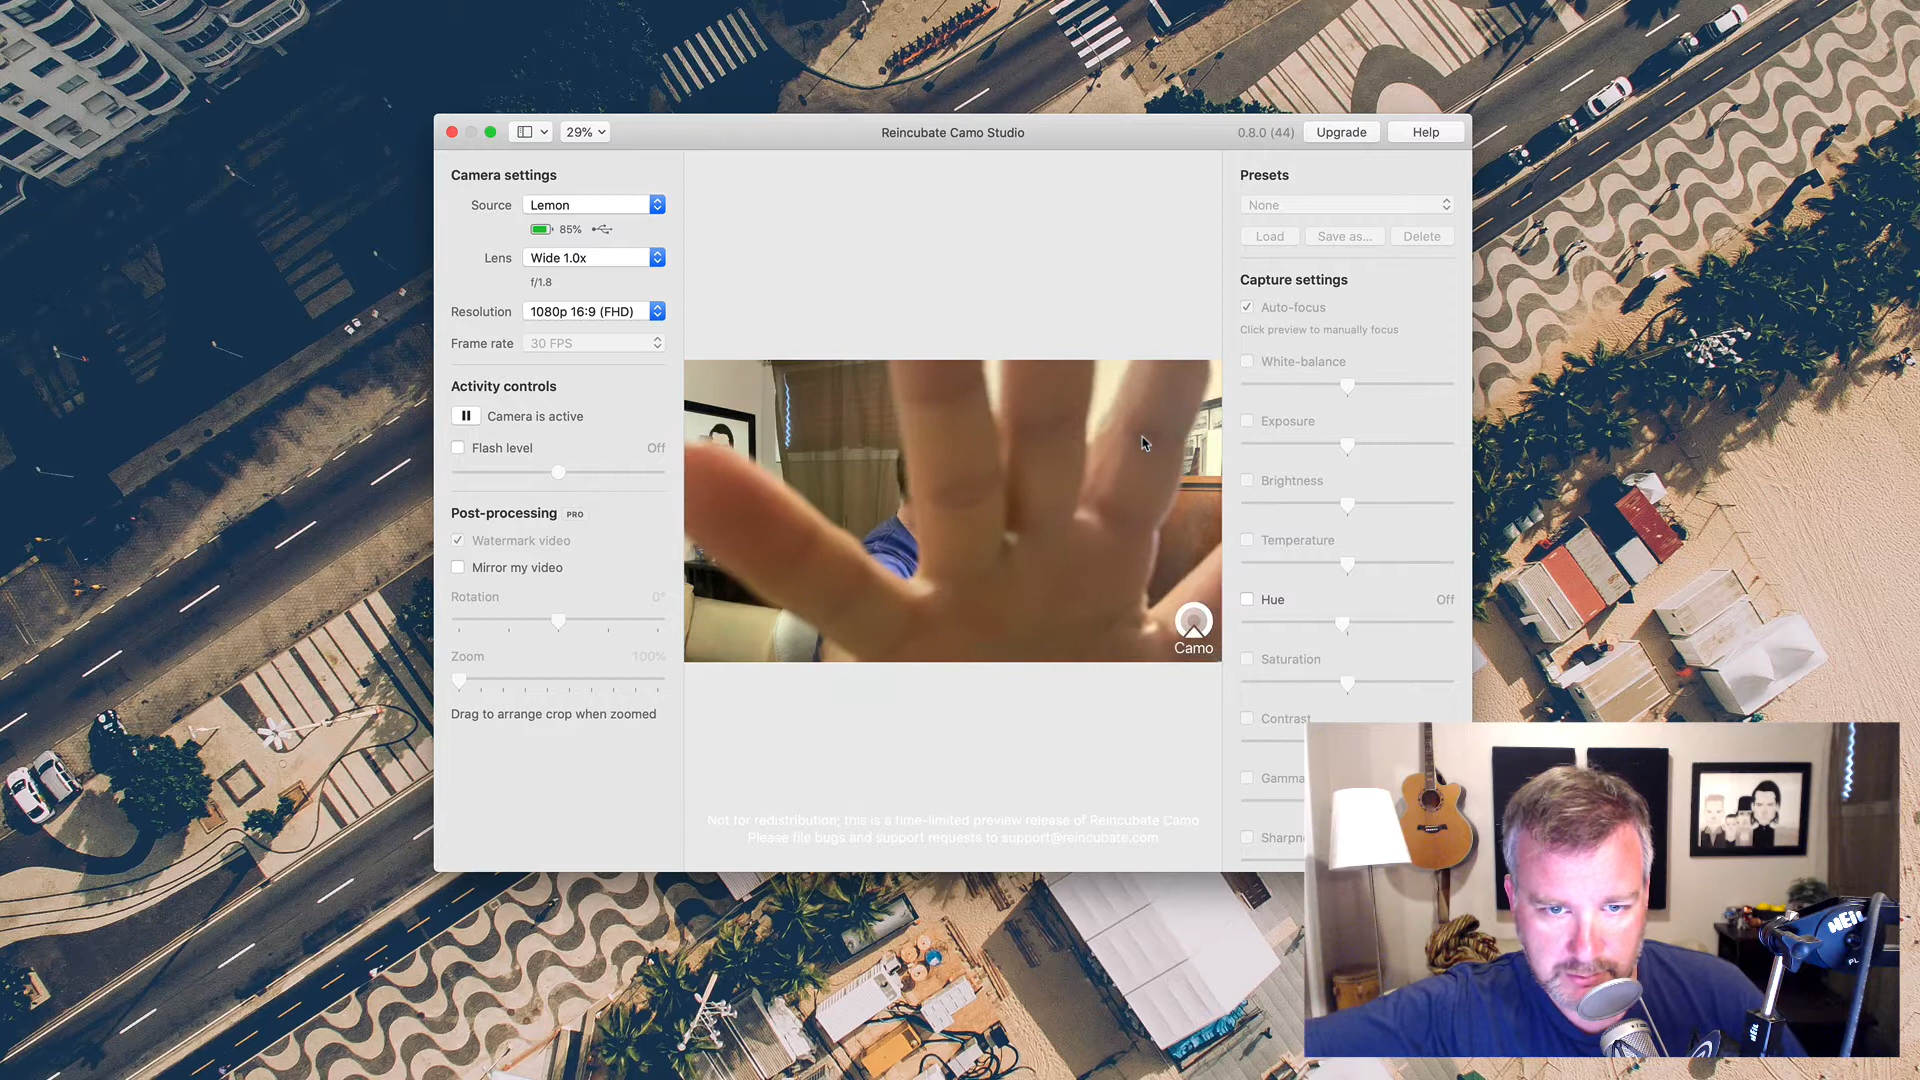 29%
Reincubate Camo Studio
0.8.0 (44)
Upgrade
Help
Camera settings
Source
Lemon
85%
Lens
Wide 1.0x
f/1.8
Resolution
1080p 16:9 (FHD)
Frame rate
30 FPS
Activity controls
Camera is active
Flash level
Off
Post-processing PRO
Watermark video
Mirror my video
Rotation
0°
Zoom
100%
Drag to arrange crop when zoomed
Camo
Not for redistribution; this is a time-limited preview release of Reincubate Camo
Please file bugs and support requests to support@reincubate.com
Presets
None
Load
Save as...
Delete
Capture settings
Auto-focus
Click preview to manually focus
White-balance
Exposure
Brightness
Temperature
Hue
Off
Saturation
Contrast
Gamma
Sharpn
HEiL
PL
HEiL